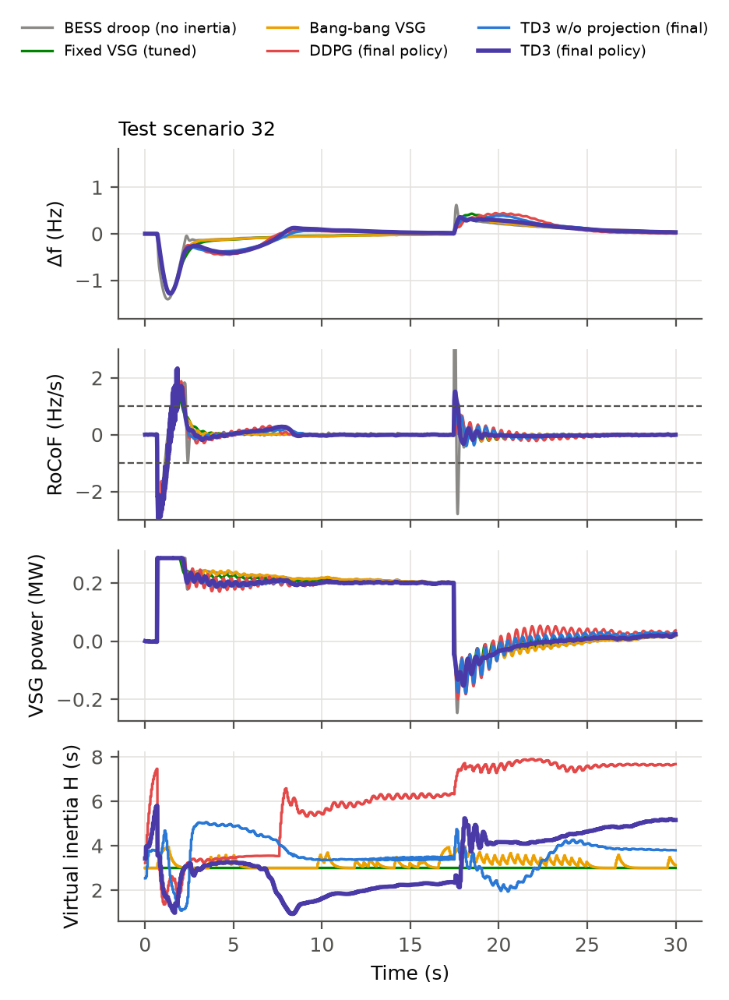 BESS droop (no inertia)
Fixed VSG (tuned)
Bang-bang VSG
DDPG (final policy)
TD3 w/o projection (final)
TD3 (final policy)
Test scenario 32
Δf (Hz)
1
0
−1
RoCoF (Hz/s)
2
0
−2
VSG power (MW)
0.2
0.0
−0.2
Virtual inertia H (s)
8
6
4
2
0 5 10 15 20 25 30
Time (s)